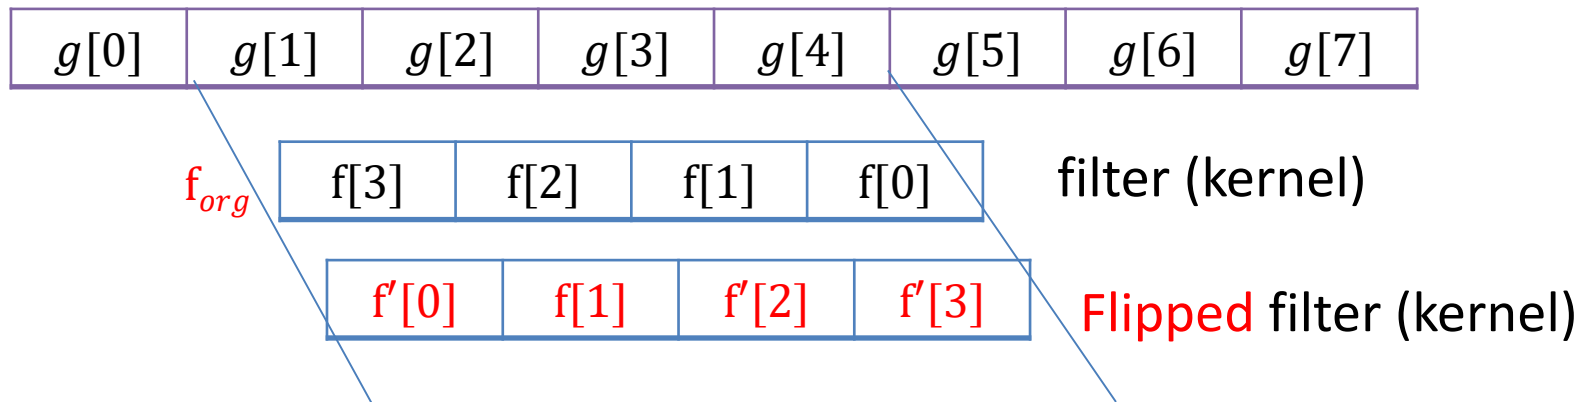 g[0] g[1] g[2] g[3] g[4] g[5] g[6] g[7]
f_org f[3] f[2] f[1] f[0] filter (kernel)
f′[0] f[1] f′[2] f′[3] Flipped filter (kernel)